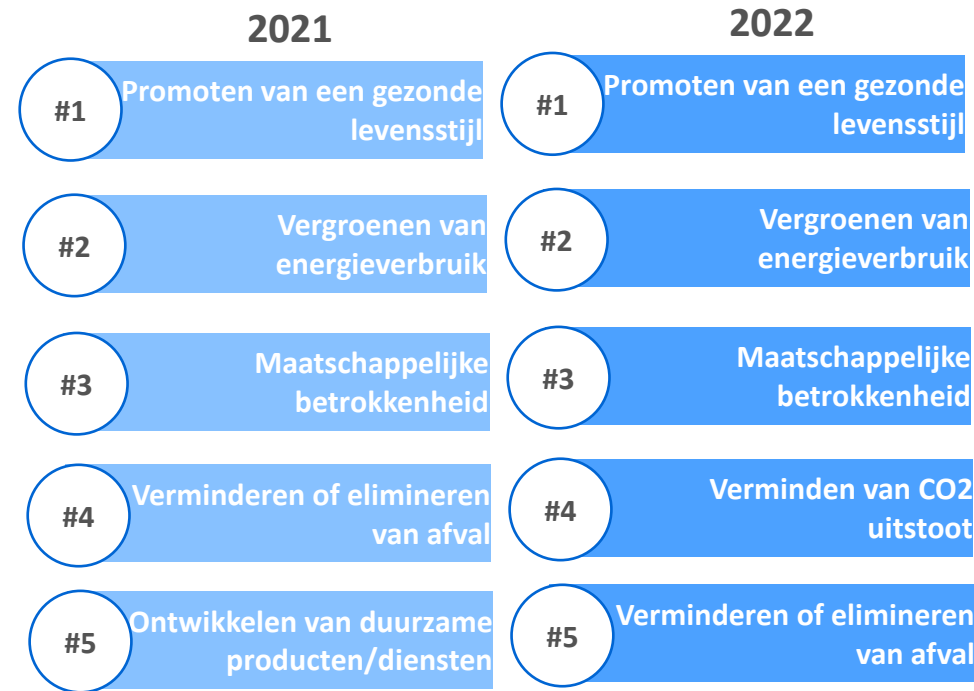 2021
#1
Promoten van een gezonde
levensstijl
#2
Vergroenen van
energieverbruik
#3
Maatschappelijke
betrokkenheid
#4
Verminderen of elimineren
van afval
#5
Ontwikkelen van duurzame
producten/diensten
2022
#1
Promoten van een gezonde
levensstijl
#2
Vergroenen van
energieverbruik
#3
Maatschappelijke
betrokkenheid
#4
Verminden van CO2
uitstoot
#5
Verminderen of elimineren
van afval